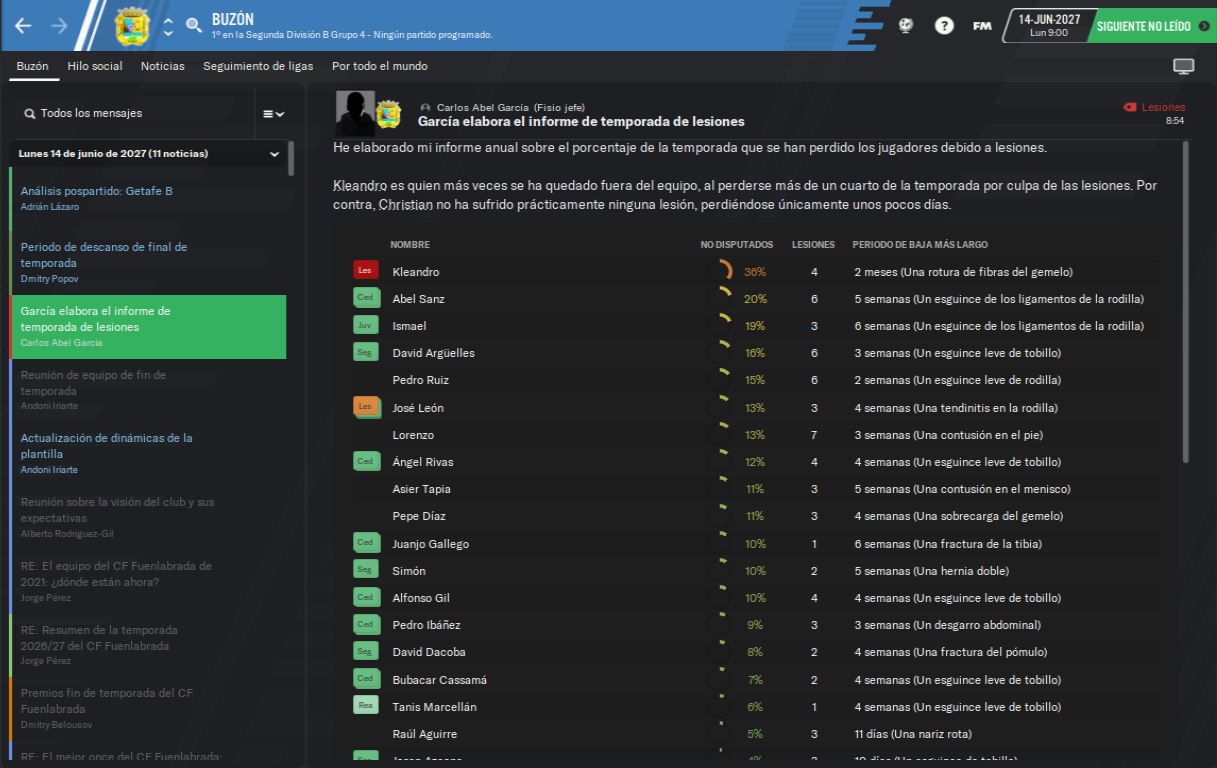 BUZÓN
1º en la Segunda División B Grupo 4 - Ningún partido programado.
?
FM
14-JUN-2027
Lun 9:00
SIGUIENTE NO LEÍDO
Buzón
Hilo social
Noticias
Seguimiento de ligas
Por todo el mundo
Todos los mensajes
Lunes 14 de junio de 2027 (11 noticias)
Análisis pospartido: Getafe B
Adrián Lázaro
Periodo de descanso de final de
temporada
Dmitry Popov
García elabora el informe de
temporada de lesiones
Carlos Abel García
Reunión de equipo de fin de
temporada
Andoni Iriarte
Actualización de dinámicas de la
plantilla
Andoni Iriarte
Reunión sobre la visión del club y sus
expectativas
Alberto Rodríguez-Gil
RE: El equipo del CF Fuenlabrada de
2021: ¿dónde están ahora?
Jorge Pérez
RE: Resumen de la temporada
2026/27 del CF Fuenlabrada
Jorge Pérez
Premios fin de temporada del CF
Fuenlabrada
Dmitry Belousov
RE: El mejor once del CF Fuenlabrada:
Carlos Abel García (Fisio jefe)
García elabora el informe de temporada de lesiones
Lesiones
8:54
He elaborado mi informe anual sobre el porcentaje de la temporada que se han perdido los jugadores debido a lesiones.
Kleandro es quien más veces se ha quedado fuera del equipo, al perderse más de un cuarto de la temporada por culpa de las lesiones. Por
contra, Christian no ha sufrido prácticamente ninguna lesión, perdiéndose únicamente unos pocos días.
NOMBRE NO DISPUTADOS LESIONES PERIODO DE BAJA MÁS LARGO
Les Kleandro 36% 4 2 meses (Una rotura de fibras del gemelo)
Ced Abel Sanz 20% 6 5 semanas (Un esguince de los ligamentos de la rodilla)
Juv Ismael 19% 3 6 semanas (Un esguince de los ligamentos de la rodilla)
Seg David Argüelles 16% 6 3 semanas (Un esguince leve de tobillo)
Pedro Ruiz 15% 6 2 semanas (Un esguince leve de rodilla)
Les José León 13% 3 4 semanas (Una tendinitis en la rodilla)
Lorenzo 13% 7 3 semanas (Una contusión en el pie)
Ced Ángel Rivas 12% 4 4 semanas (Un esguince leve de tobillo)
Asier Tapia 11% 3 5 semanas (Una contusión en el menisco)
Pepe Díaz 11% 3 4 semanas (Una sobrecarga del gemelo)
Ced Juanjo Gallego 10% 1 6 semanas (Una fractura de la tibia)
Seg Simón 10% 2 5 semanas (Una hernia doble)
Ced Alfonso Gil 10% 4 4 semanas (Un esguince leve de tobillo)
Ced Pedro Ibáñez 9% 3 3 semanas (Un desgarro abdominal)
Seg David Dacoba 8% 2 4 semanas (Una fractura del pómulo)
Ced Bubacar Cassamá 7% 2 4 semanas (Un esguince leve de tobillo)
Rea Tanis Marcellán 6% 1 4 semanas (Un esguince leve de tobillo)
Raúl Aguirre 5% 3 11 días (Una nariz rota)